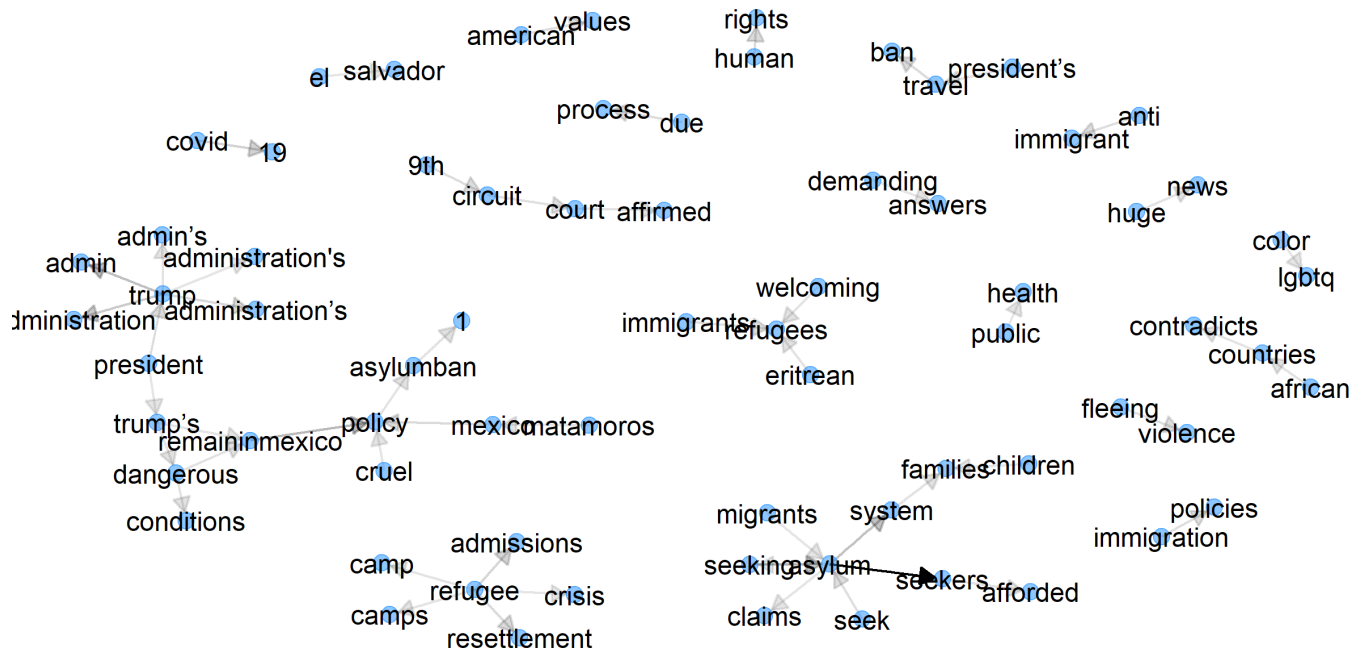 values
american
rights
human
ban
president’s
travel
el
salvador
process
due
anti
immigrant
covid
19
9th
circuit
court
affirmed
demanding
answers
news
huge
color
lgbtq
admin’s
admin
administration's
trump
administration’s
dministration
president
welcoming
immigrants
refugees
eritrean
health
public
contradicts
countries
african
1
asylumban
trump’s
remaininmexico
policy
mexico
matamoros
dangerous
cruel
conditions
fleeing
violence
families
children
migrants
system
policies
immigration
admissions
camp
refugee
crisis
camps
resettlement
seeking
asylum
seekers
afforded
claims
seek